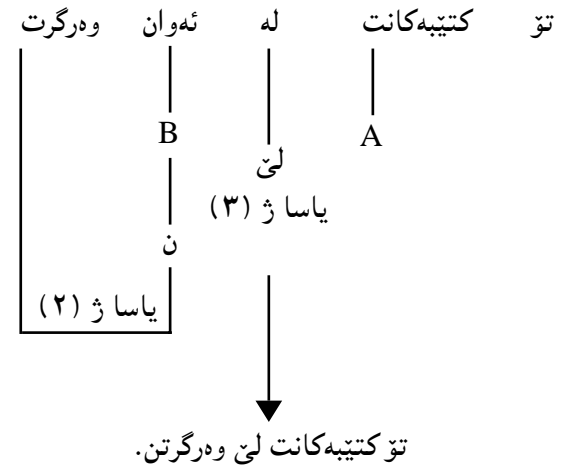 تۆ کتێبەکانت لە ئەوان وەرگرت
B
A
لێ
یاسا ژ (٣)
ن
یاسا ژ (٢)
تۆ کتێبەکانت لێ وەرگرتن.